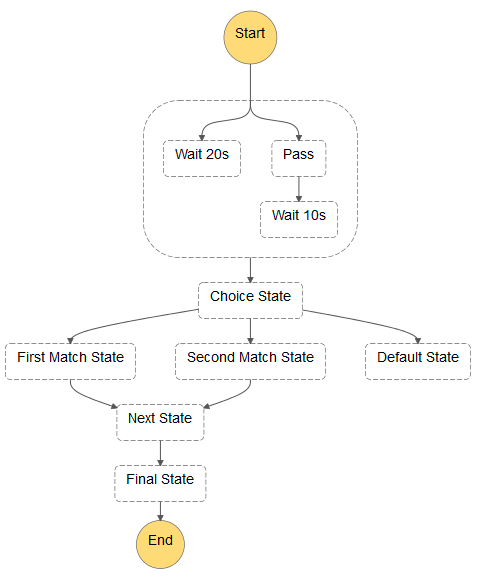 Start
Wait 20s
Pass
Wait 10s
Choice State
First Match State
Second Match State
Default State
Next State
Final State
End